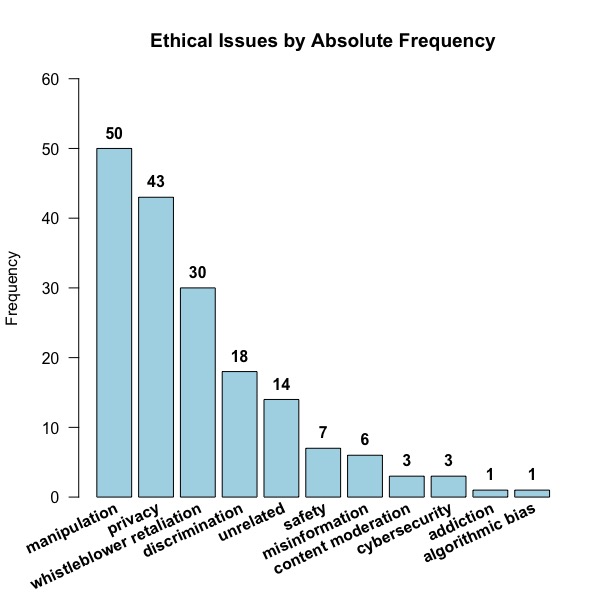 Ethical Issues by Absolute Frequency
Frequency
60
50
40
30
20
10
0
50
43
30
18
14
7
6
3
3
1
1
manipulation
privacy
whistleblower retaliation
discrimination
unrelated
safety
misinformation
content moderation
cybersecurity
addiction
algorithmic bias